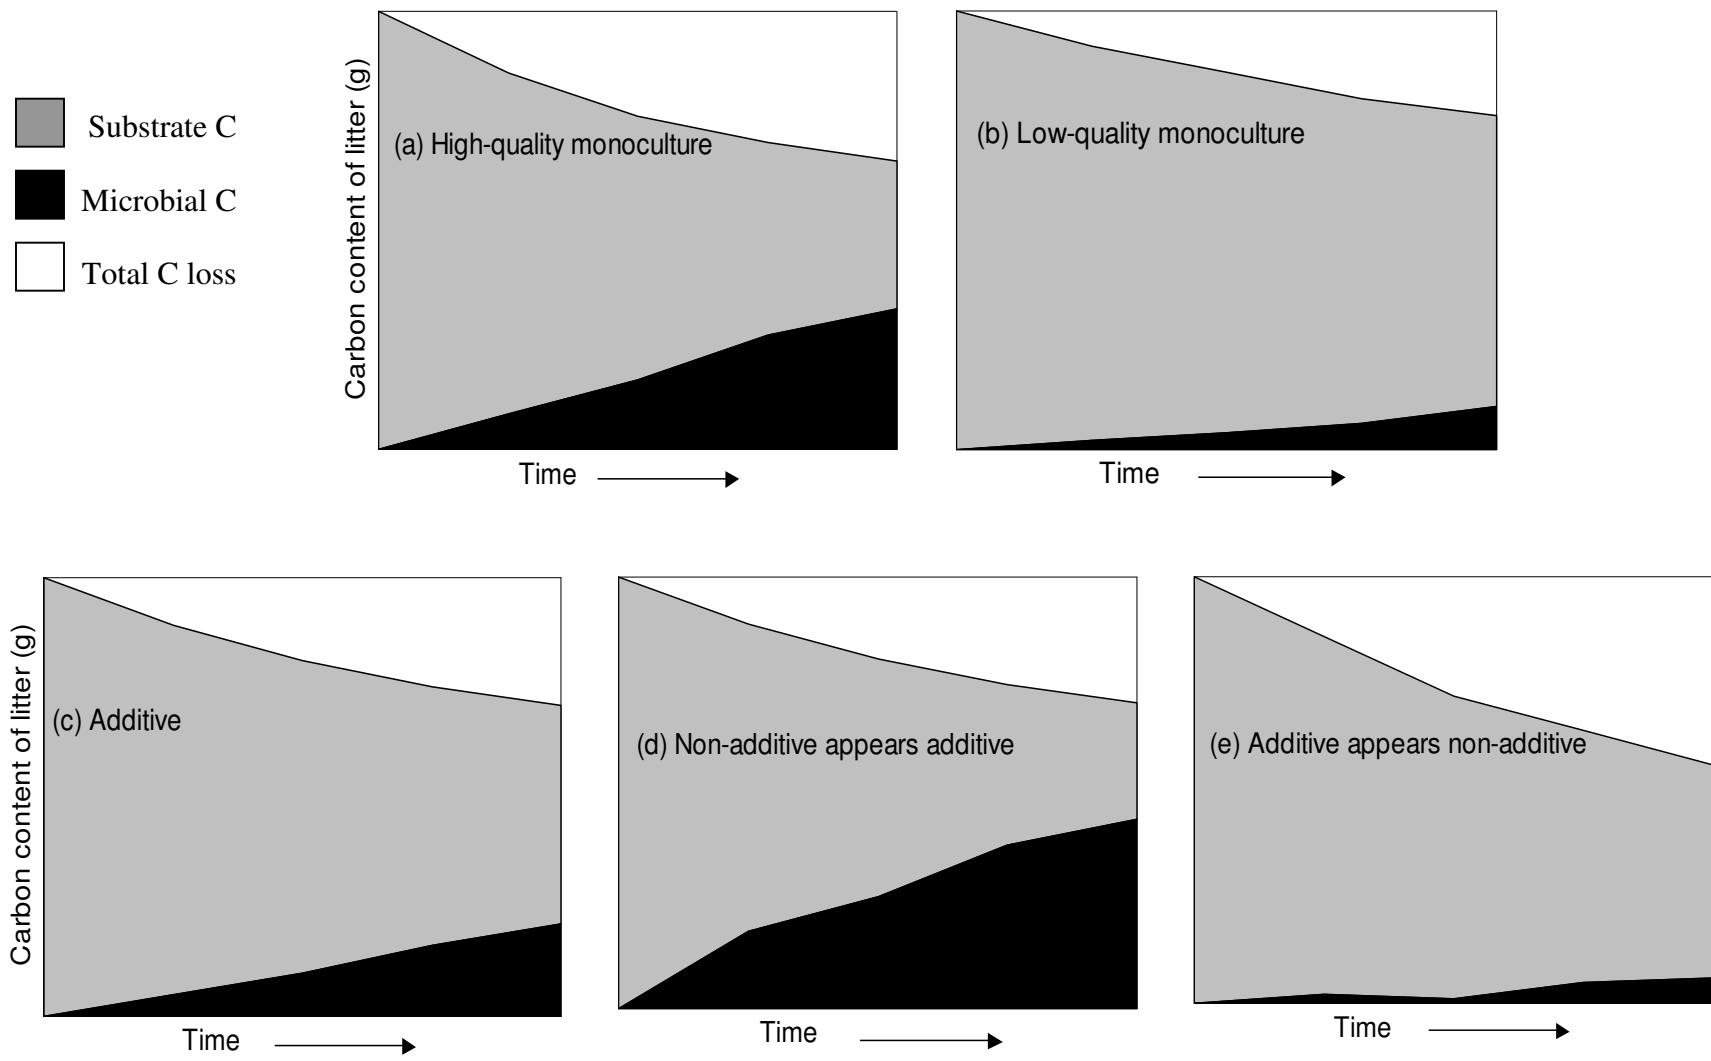 Substrate C
Microbial C
Total C loss
Carbon content of litter (g)
(a) High-quality monoculture
Time
(b) Low-quality monoculture
Time
Carbon content of litter (g)
(c) Additive
Time
(d) Non-additive appears additive
Time
(e) Additive appears non-additive
Time